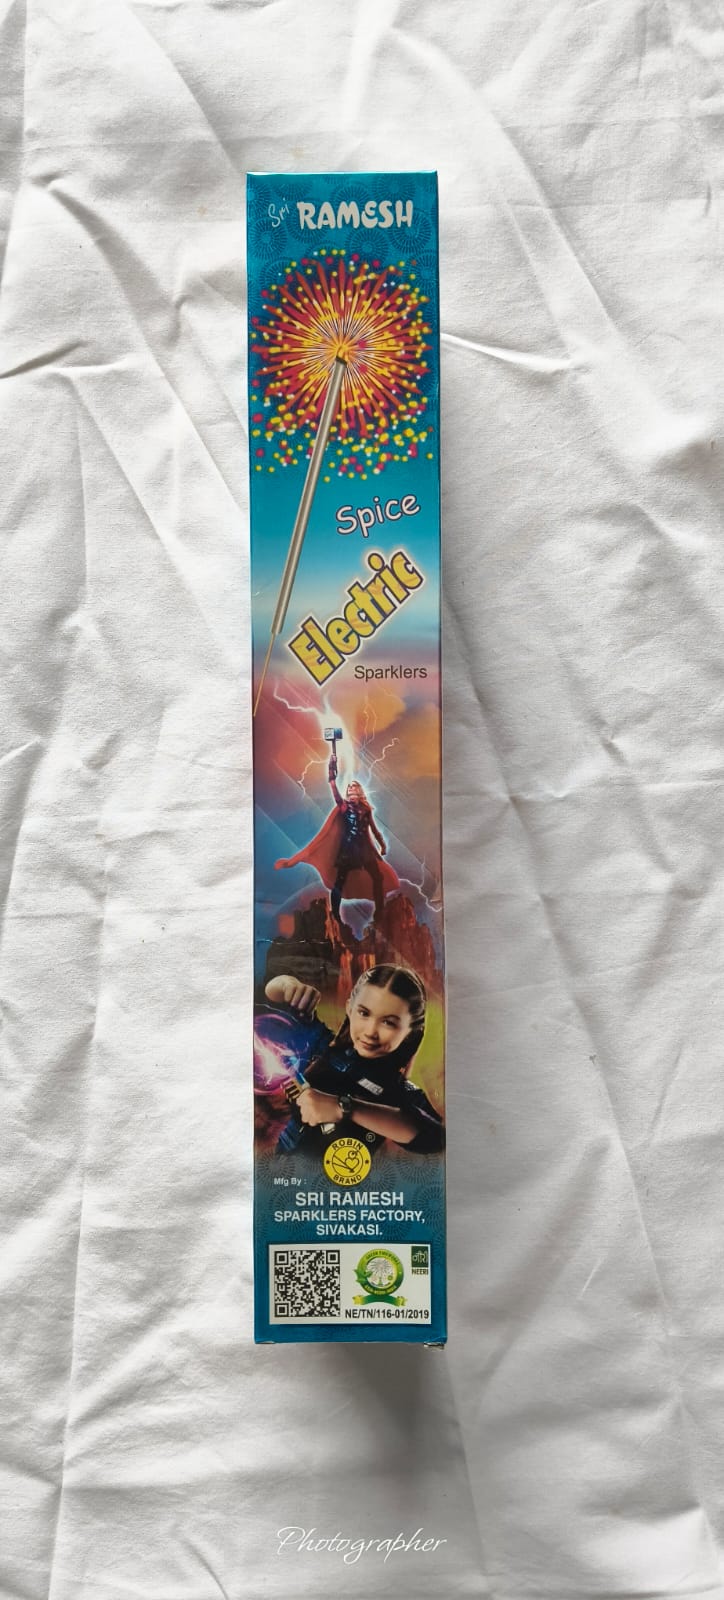 Sri RAMESH
Spice
Electric
Sparklers
ROBIN
BRAND
®
Mfg By :
SRI RAMESH
SPARKLERS FACTORY,
SIVAKASI.
नीरी
NEERI
NE/TN/116-01/2019
Photographer